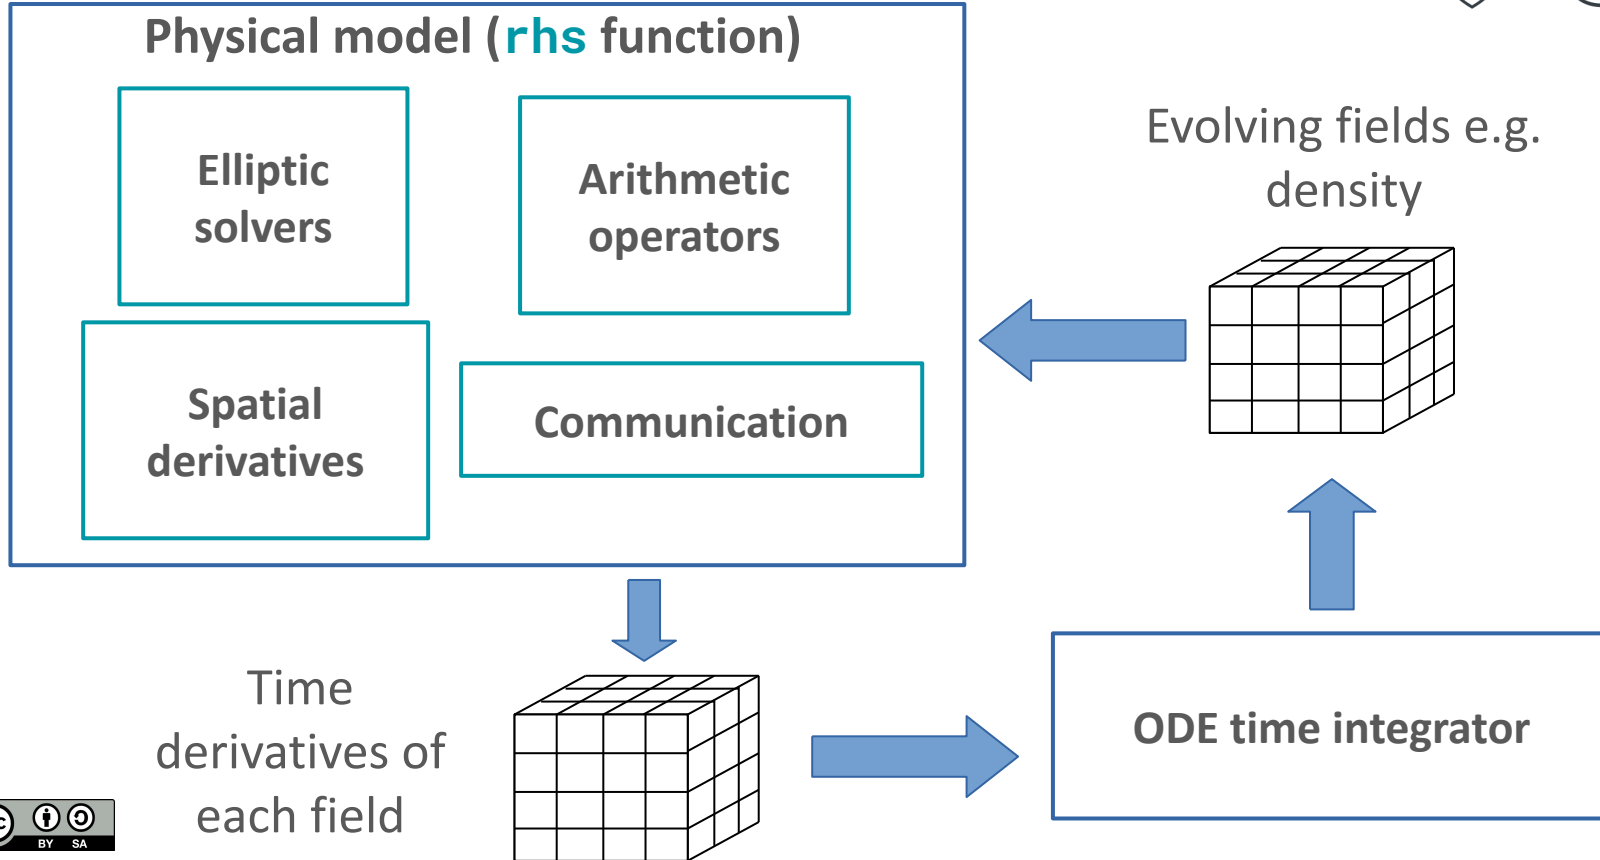 Physical model (rhs function)
Elliptic
solvers
Arithmetic
operators
Spatial
derivatives
Communication
Evolving fields e.g.
density
Time
derivatives of
each field
ODE time integrator
cc
BY SA